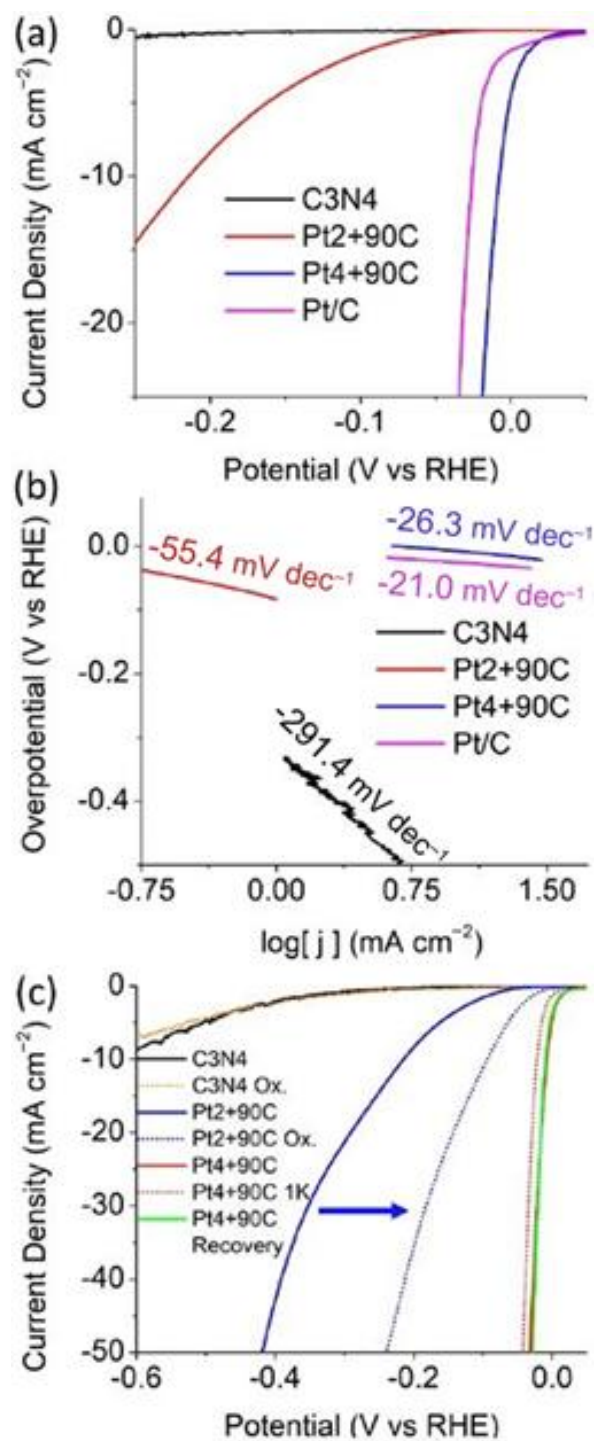 (a)
Current Density (mA cm⁻²)
0
-10
-20
C3N4
Pt2+90C
Pt4+90C
Pt/C
-0.2
-0.1
0.0
Potential (V vs RHE)
(b)
Overpotential (V vs RHE)
0.0
-0.2
-0.4
-55.4 mV dec⁻¹
-26.3 mV dec⁻¹
-21.0 mV dec⁻¹
C3N4
Pt2+90C
Pt4+90C
Pt/C
-291.4 mV dec⁻¹
-0.75
0.00
0.75
1.50
log[ j ] (mA cm⁻²)
(c)
Current Density (mA cm⁻²)
0
-10
-20
-30
-40
-50
C3N4
C3N4 Ox.
Pt2+90C
Pt2+90C Ox.
Pt4+90C
Pt4+90C 1K
Pt4+90C
Recovery
-0.6
-0.4
-0.2
0.0
Potential (V vs RHE)